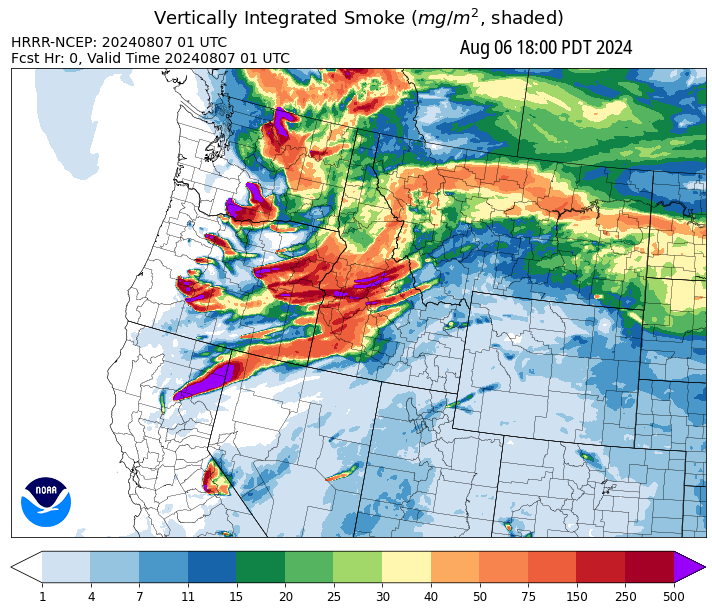 Vertically Integrated Smoke (mg/m², shaded)
HRRR-NCEP: 20240807 01 UTC
Aug 06 18:00 PDT 2024
Fcst Hr: 0, Valid Time 20240807 01 UTC
NOAA
1 4 7 11 15 20 25 30 40 50 75 150 250 500